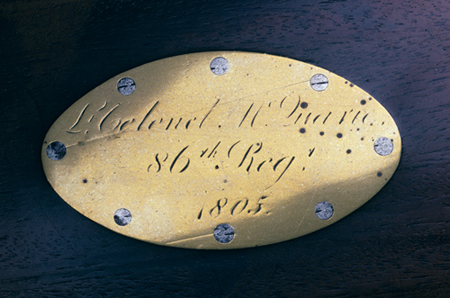 Lt. Colonel McQuarie.
86th. Regt.
1805.